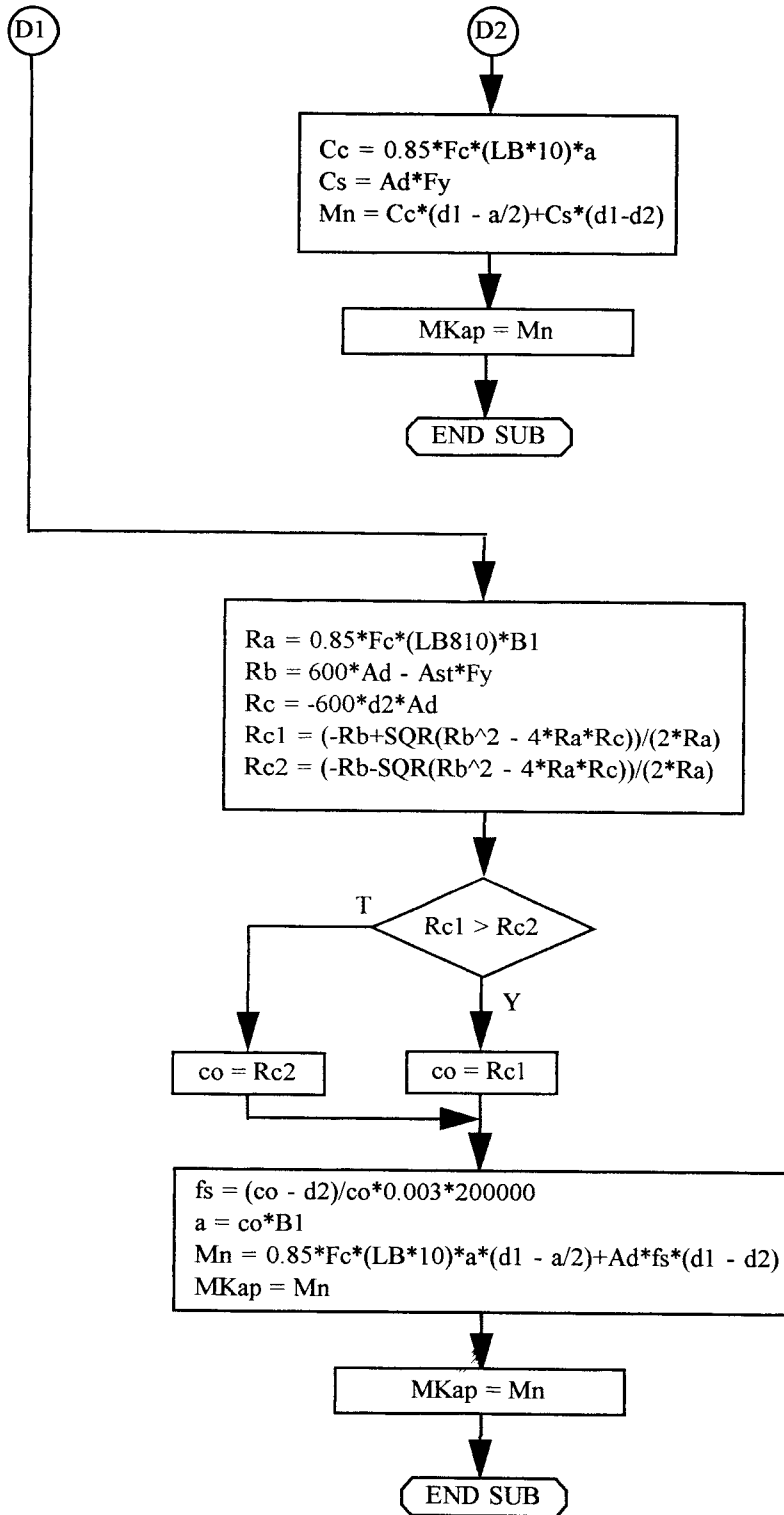 D1
D2
Cc = 0.85*Fc*(LB*10)*a
Cs = Ad*Fy
Mn = Cc*(d1 - a/2)+Cs*(d1-d2)
MKap = Mn
END SUB
Ra = 0.85*Fc*(LB810)*B1
Rb = 600*Ad - Ast*Fy
Rc = -600*d2*Ad
Rc1 = (-Rb+SQR(Rb^2 - 4*Ra*Rc))/(2*Ra)
Rc2 = (-Rb-SQR(Rb^2 - 4*Ra*Rc))/(2*Ra)
T
Rc1 > Rc2
Y
co = Rc2
co = Rc1
fs = (co - d2)/co*0.003*200000
a = co*B1
Mn = 0.85*Fc*(LB*10)*a*(d1 - a/2)+Ad*fs*(d1 - d2)
MKap = Mn
MKap = Mn
END SUB